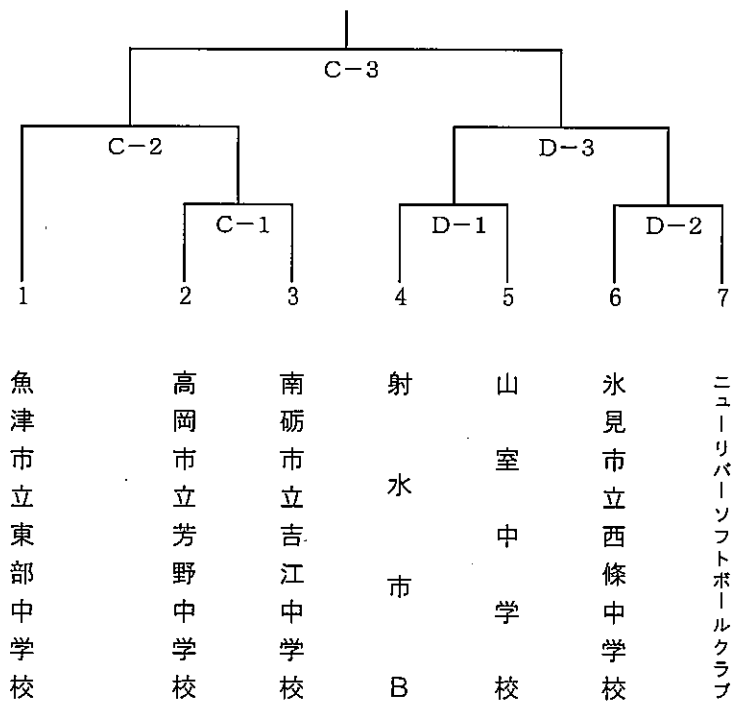 C-3
C-2
D-3
C-1
D-1
D-2
1
2
3
4
5
6
7
魚津市立東部中学校
高岡市立芳野中学校
南砺市立吉江中学校
射水市B
山室中学校
氷見市立西條中学校
ニューリバーソフトボールクラブ